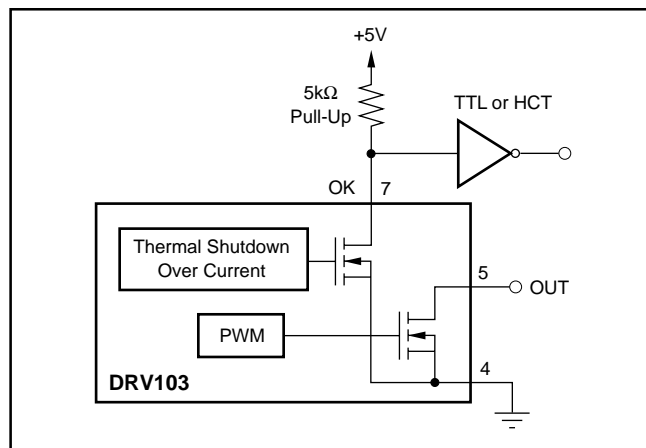 +5V
5kΩ
Pull-Up
TTL or HCT
OK
7
Thermal Shutdown
Over Current
5
OUT
PWM
4
DRV103